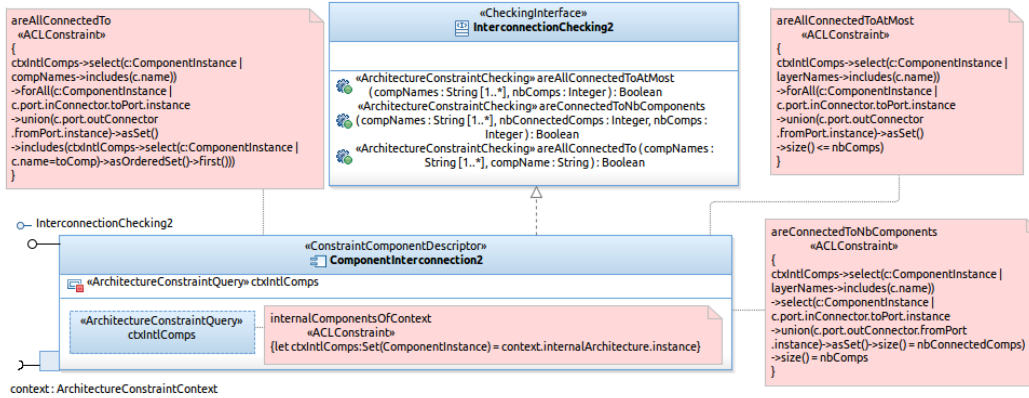 areAllConnectedTo
«ACLConstraint»
{
ctxIntlComps->select(c:ComponentInstance |
compNames->includes(c.name))
->forAll(c:ComponentInstance |
c.port.inConnector.toPort.instance
->union(c.port.outConnector
.fromPort.instance)->asSet()
->includes(ctxIntlComps->select(c:ComponentInstance |
c.name=toComp)->asOrderedSet()->first()))
}
«CheckingInterface»
InterconnectionChecking2
«ArchitectureConstraintChecking» areAllConnectedToAtMost
(compNames : String [1..*], nbComps : Integer) : Boolean
«ArchitectureConstraintChecking» areConnectedToNbComponents
(compNames : String [1..*], nbConnectedComps : Integer, nbComps :
Integer) : Boolean
«ArchitectureConstraintChecking» areAllConnectedTo (compNames :
String [1..*], compName : String) : Boolean
areAllConnectedToAtMost
«ACLConstraint»
{
ctxIntlComps->select(c:ComponentInstance |
layerNames->includes(c.name))
->forAll(c:ComponentInstance |
c.port.inConnector.toPort.instance
->union(c.port.outConnector
.fromPort.instance)->asSet()
->size() <= nbComps)
}
InterconnectionChecking2
«ConstraintComponentDescriptor»
ComponentInterconnection2
«ArchitectureConstraintQuery» ctxIntlComps
«ArchitectureConstraintQuery»
ctxIntlComps
internalComponentsOfContext
«ACLConstraint»
{let ctxIntlComps:Set(ComponentInstance) = context.internalArchitecture.instance}
areConnectedToNbComponents
«ACLConstraint»
{
ctxIntlComps->select(c:ComponentInstance |
layerNames->includes(c.name))
->select(c:ComponentInstance |
c.port.inConnector.toPort.instance
->union(c.port.outConnector.fromPort
.instance)->asSet()->size() = nbConnectedComps)
->size() = nbComps
}
context : ArchitectureConstraintContext